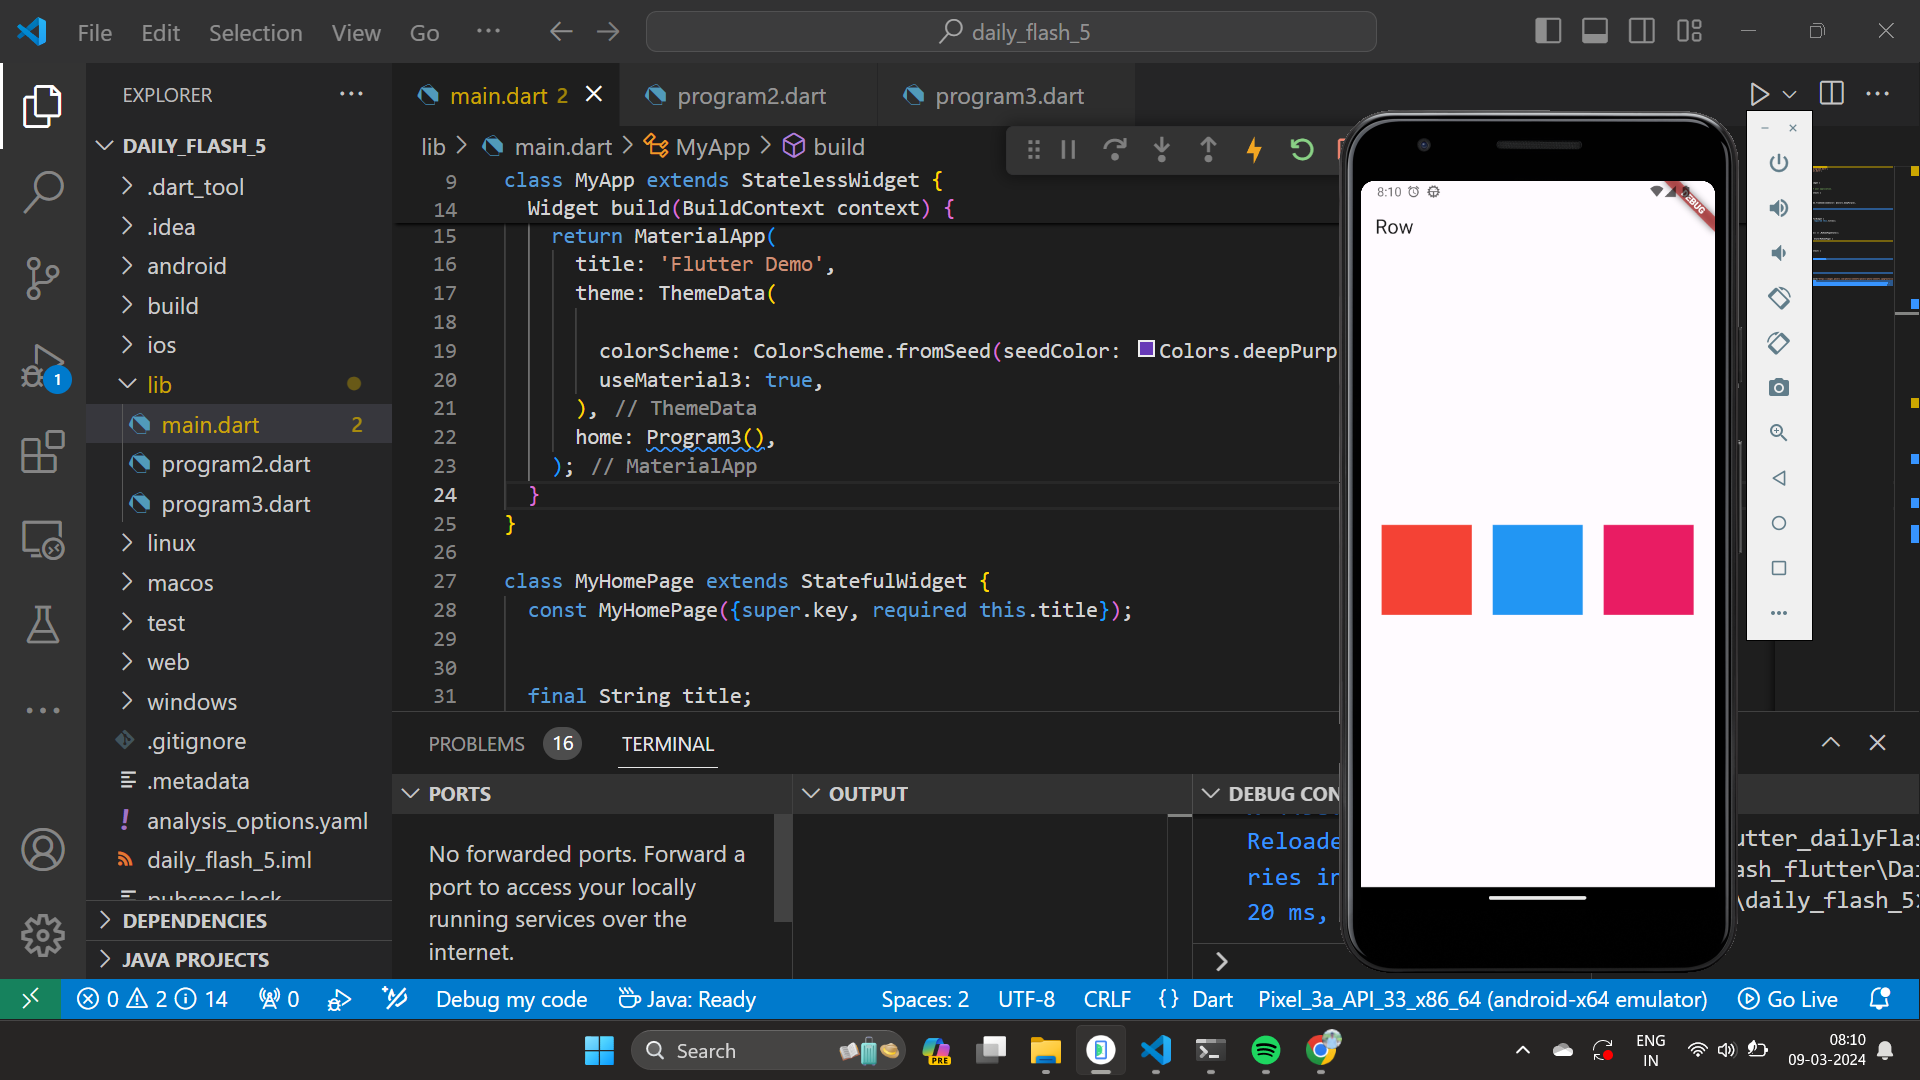 File Edit Selection View Go ...
daily_flash_5
EXPLORER ...
DAILY_FLASH_5
.dart_tool
.idea
android
build
ios
lib
main.dart 2
program2.dart
program3.dart
linux
macos
test
web
windows
.gitignore
.metadata
! analysis_options.yaml
daily_flash_5.iml
pubspec.lock
DEPENDENCIES
JAVA PROJECTS
1
main.dart 2
program2.dart
program3.dart
lib > main.dart > MyApp > build
9 class MyApp extends StatelessWidget {
14 Widget build(BuildContext context) {
15 return MaterialApp(
16 title: 'Flutter Demo',
17 theme: ThemeData(
18
19 colorScheme: ColorScheme.fromSeed(seedColor: Colors.deepPurp
20 useMaterial3: true,
21 ), // ThemeData
22 home: Program3(),
23 ); // MaterialApp
24 }
25 }
26
27 class MyHomePage extends StatefulWidget {
28 const MyHomePage({super.key, required this.title});
29
30
31 final String title;
PROBLEMS 16 TERMINAL
PORTS
No forwarded ports. Forward a
port to access your locally
running services over the
internet.
OUTPUT
DEBUG CON
Reloade
ries in
20 ms,
utter_dailyFlas
ash_flutter\Dai
\daily_flash_5:
8:10
DEBUG
Row
0 2 14 0 Debug my code Java: Ready Spaces: 2 UTF-8 CRLF {} Dart Pixel_3a_API_33_x86_64 (android-x64 emulator) Go Live
Search
PRE
ENG
IN
08:10
09-03-2024